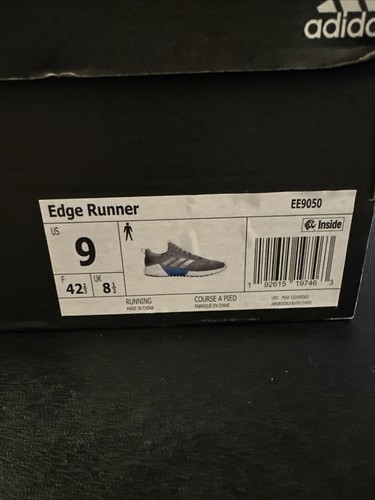 adidas
Edge Runner
EE9050
US
9
Inside
F
42⅔
UK
8½
RUNNING
MADE IN CHINA
COURSE A PIED
FABRIQUÉ EN CHINE
1 92615 19746 3